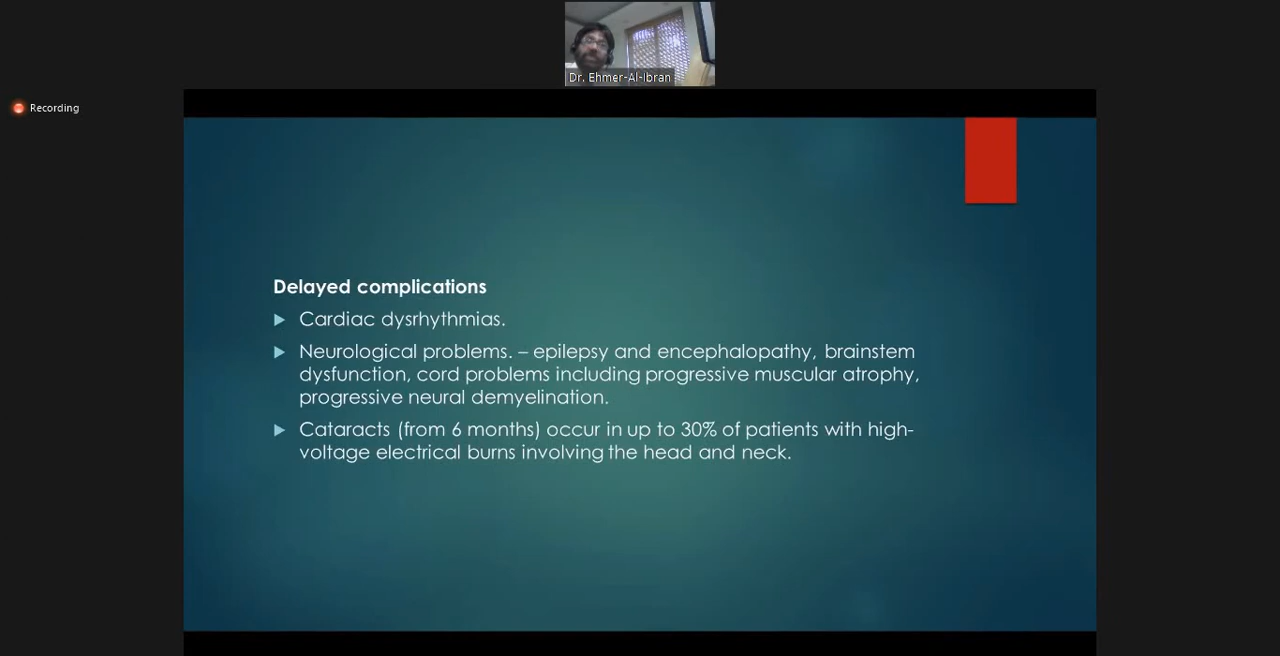 Dr. Ehmer-Al-Ibran
Recording
Delayed complications
Cardiac dysrhythmias.
Neurological problems. – epilepsy and encephalopathy, brainstem
dysfunction, cord problems including progressive muscular atrophy,
progressive neural demyelination.
Cataracts (from 6 months) occur in up to 30% of patients with high-
voltage electrical burns involving the head and neck.